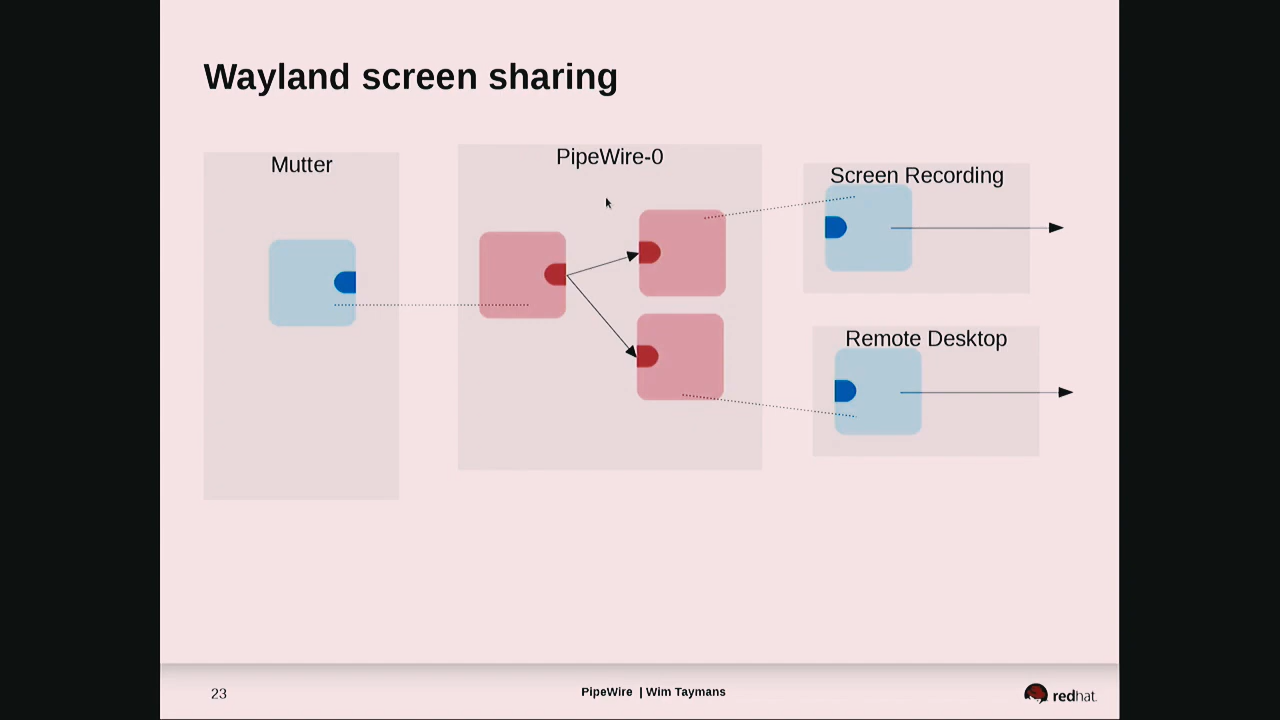 Wayland screen sharing
Mutter
PipeWire-0
Screen Recording
Remote Desktop
23
PipeWire | Wim Taymans
redhat.